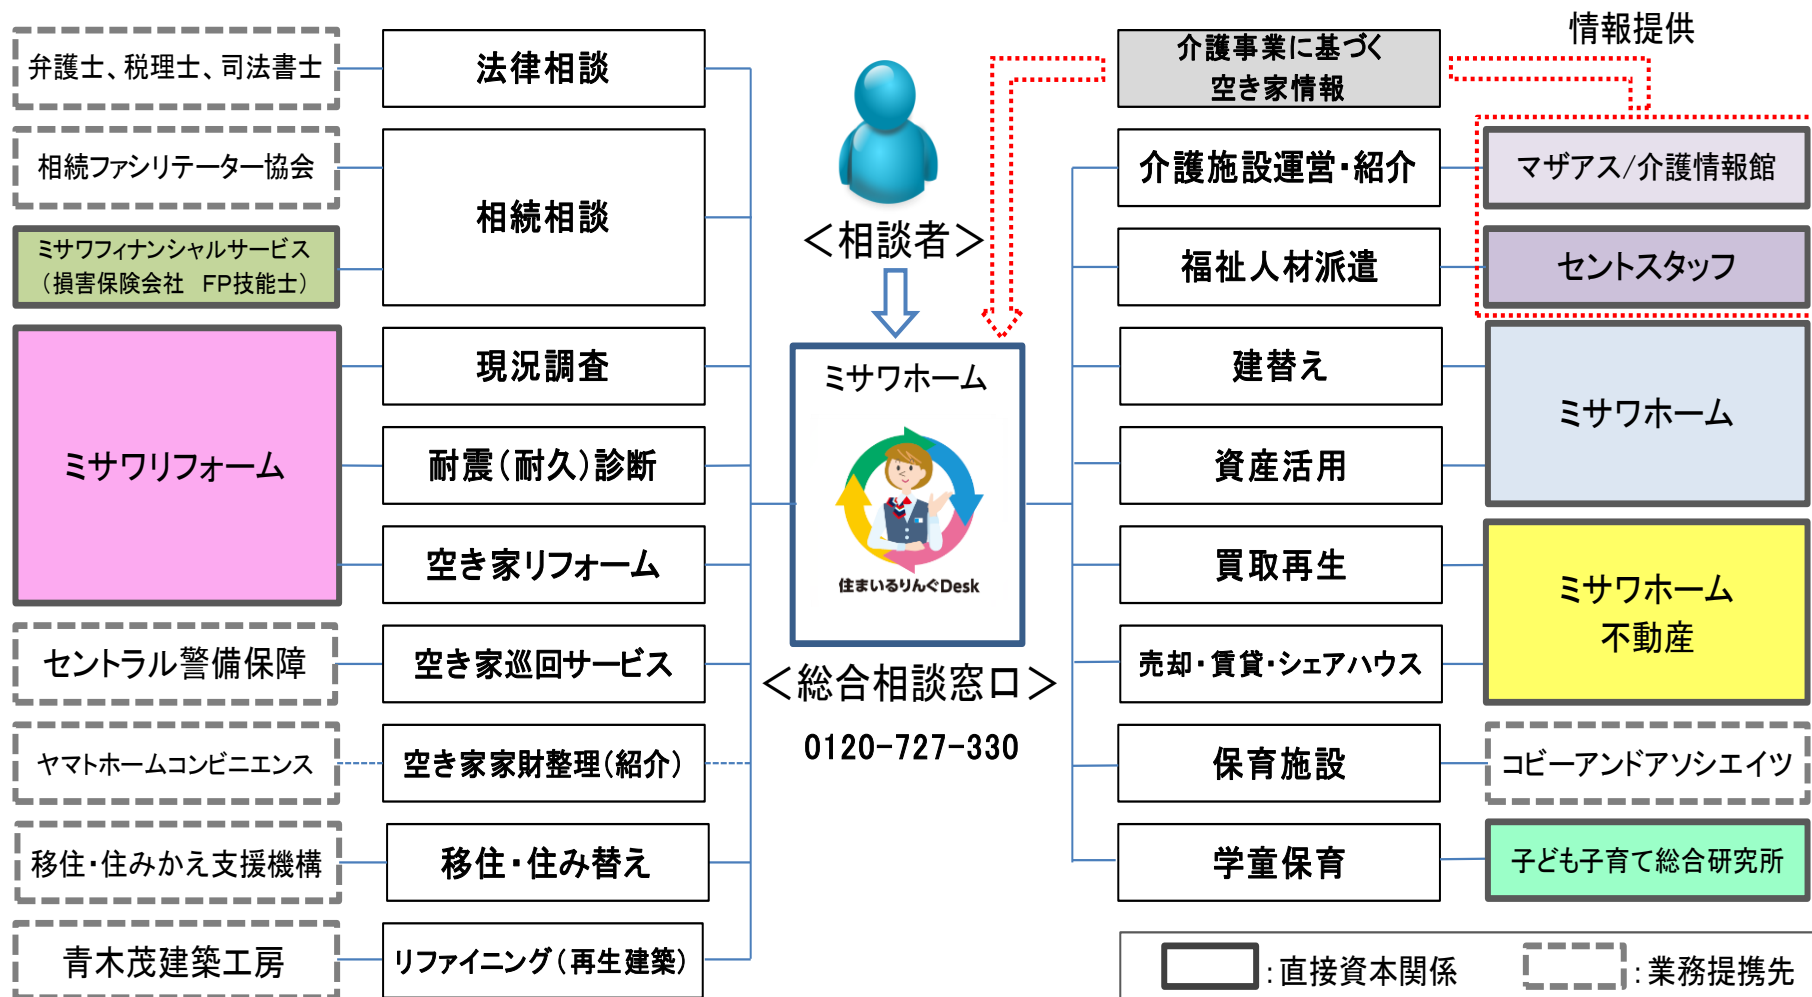 弁護士、税理士、司法書士
法律相談
相続ファシリテーター協会
相続相談
ミサワフィナンシャルサービス
(損害保険会社 FP技能士)
ミサワリフォーム
現況調査
耐震(耐久)診断
空き家リフォーム
セントラル警備保障
空き家巡回サービス
ヤマトホームコンビニエンス
空き家家財整理(紹介)
移住・住みかえ支援機構
移住・住み替え
青木茂建築工房
リファイニング(再生建築)
<相談者>
ミサワホーム
住まいるりんぐDesk
<総合相談窓口>
0120-727-330
情報提供
介護事業に基づく
空き家情報
介護施設運営・紹介
マザアス/介護情報館
福祉人材派遣
セントスタッフ
建替え
ミサワホーム
資産活用
買取再生
ミサワホーム
不動産
売却・賃貸・シェアハウス
保育施設
コビーアンドアソシエイツ
学童保育
子ども子育て総合研究所
:直接資本関係
:業務提携先